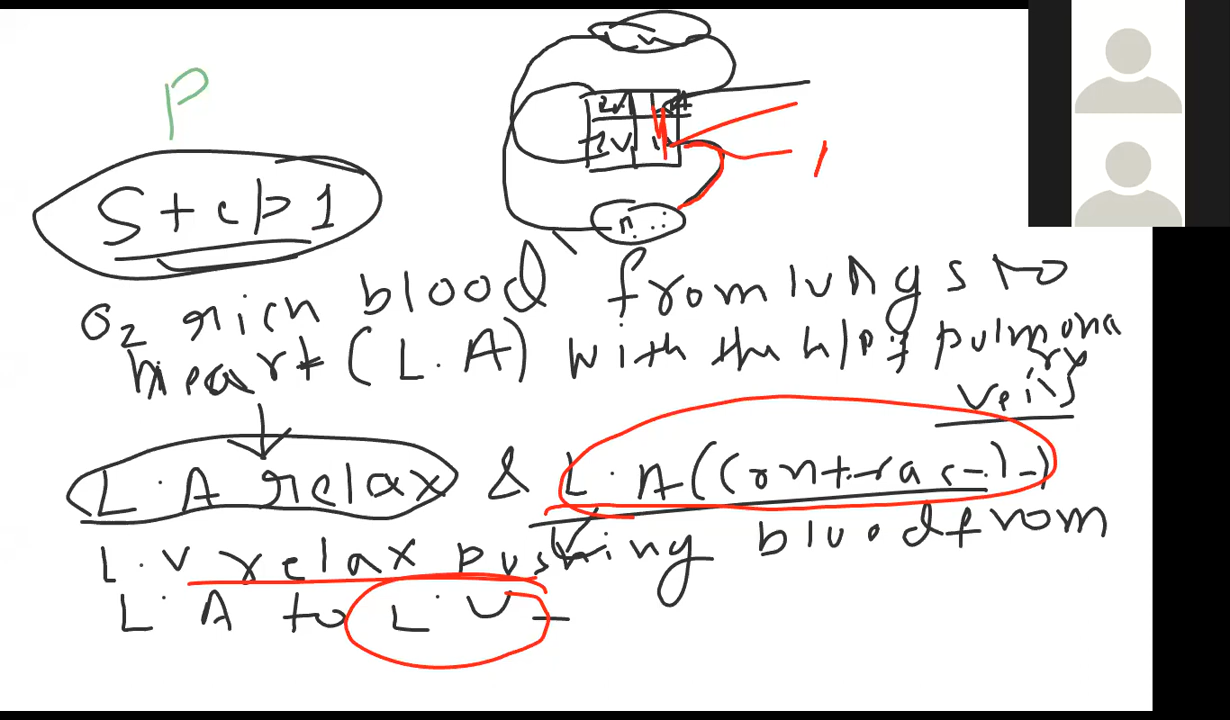 P
Step 1
O2 rich blood from lungs to
heart (L.A) with the help of pulmonary
veins
L.A relax & L.A (Contract)
L.V relax pushing blood from
L.A to L.V